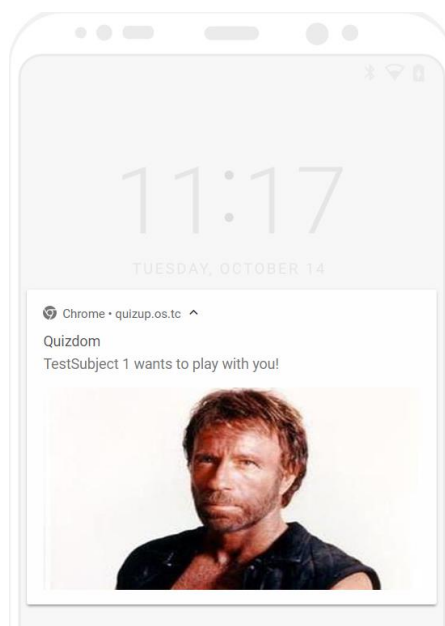 11:17
TUESDAY, OCTOBER 14
Chrome • quizup.os.tc
Quizdom
TestSubject 1 wants to play with you!